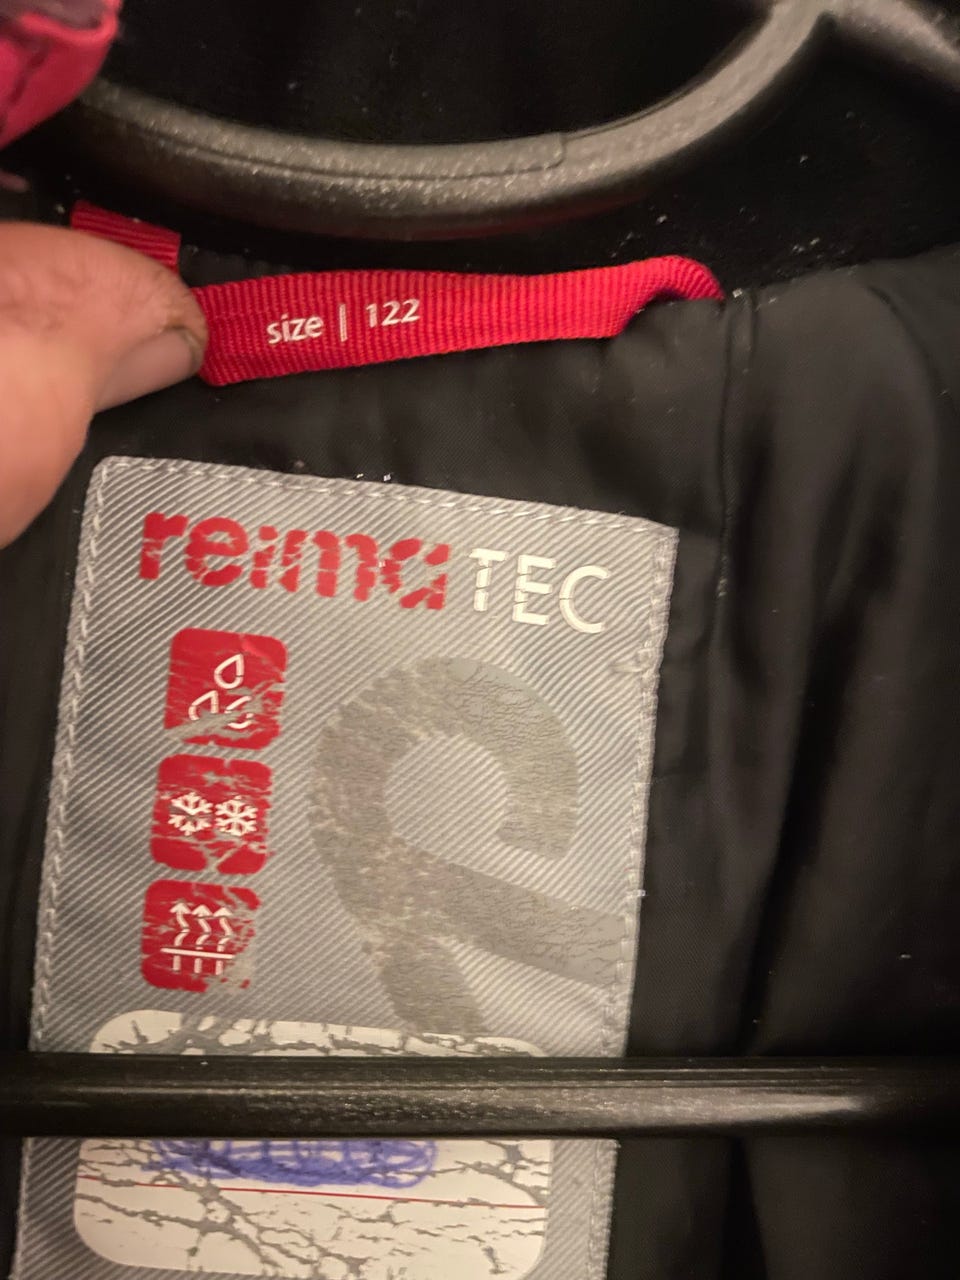 size | 122
reima TEC